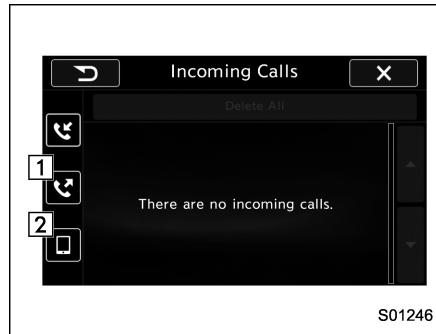 Incoming Calls
Delete All
1
There are no incoming calls.
2
S01246